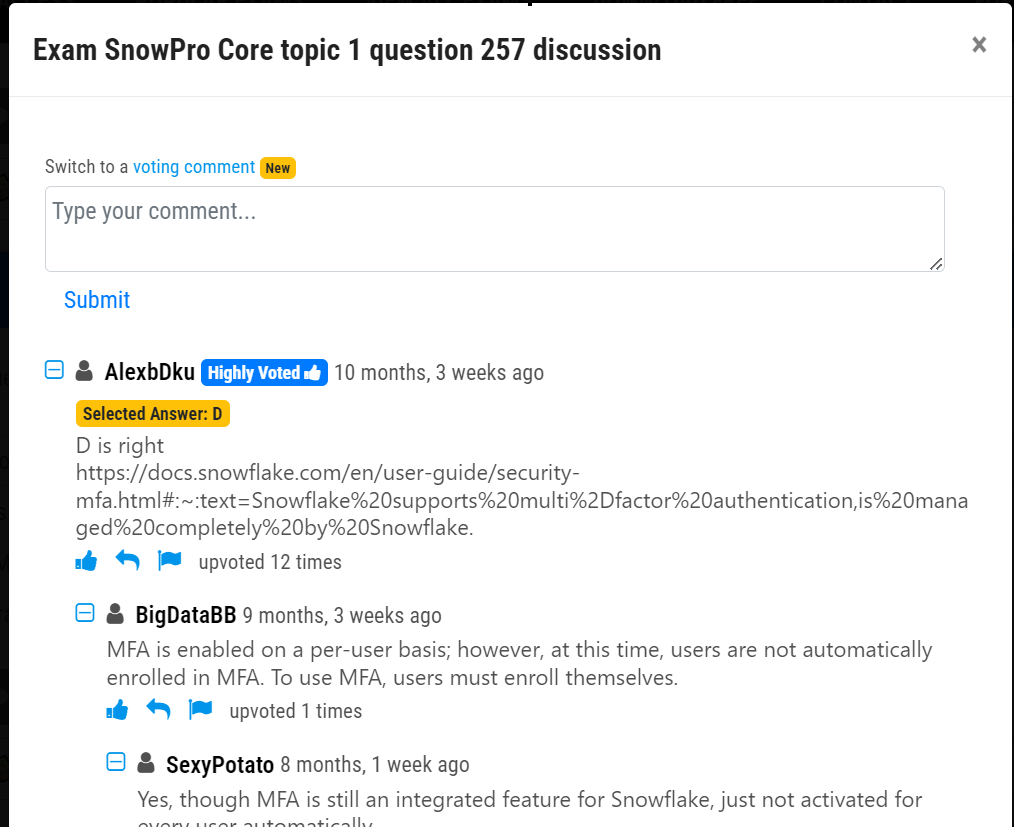 Exam SnowPro Core topic 1 question 257 discussion
×
Switch to a voting comment New
Type your comment...
Submit
AlexbDku Highly Voted 10 months, 3 weeks ago
Selected Answer: D
D is right
https://docs.snowflake.com/en/user-guide/security-
mfa.html#:~:text=Snowflake%20supports%20multi%2Dfactor%20authentication,is%20mana
ged%20completely%20by%20Snowflake.
upvoted 12 times
BigDataBB 9 months, 3 weeks ago
MFA is enabled on a per-user basis; however, at this time, users are not automatically
enrolled in MFA. To use MFA, users must enroll themselves.
upvoted 1 times
SexyPotato 8 months, 1 week ago
Yes, though MFA is still an integrated feature for Snowflake, just not activated for
every user automatically